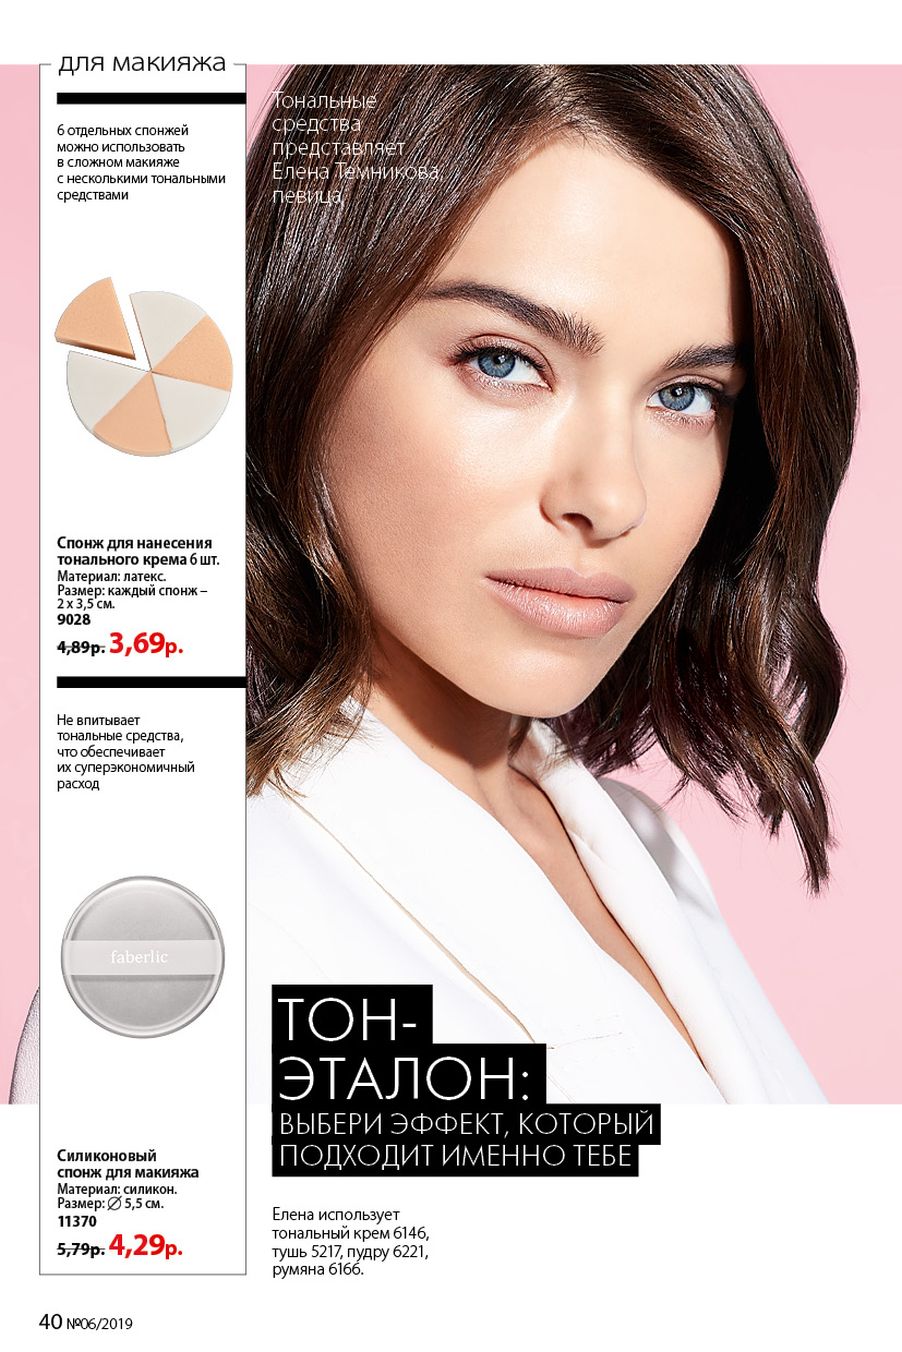 для макияжа
6 отдельных спонжей
можно использовать
в сложном макияже
с несколькими тональными
средствами
Спонж для нанесения
тонального крема 6 шт.
Материал: латекс.
Размер: каждый спонж –
2 х 3,5 см.
9028
4,89р. 3,69р.
Не впитывает
тональные средства,
что обеспечивает
их суперэкономичный
расход
faberlic
Силиконовый
спонж для макияжа
Материал: силикон.
Размер: ∅ 5,5 см.
11370
5,79р. 4,29р.
Тональные
средства
представляет
Елена Темникова,
певица
ТОН-
ЭТАЛОН:
ВЫБЕРИ ЭФФЕКТ, КОТОРЫЙ
ПОДХОДИТ ИМЕННО ТЕБЕ
Елена использует
тональный крем 6146,
тушь 5217, пудру 6221,
румяна 6166.
40 №06/2019